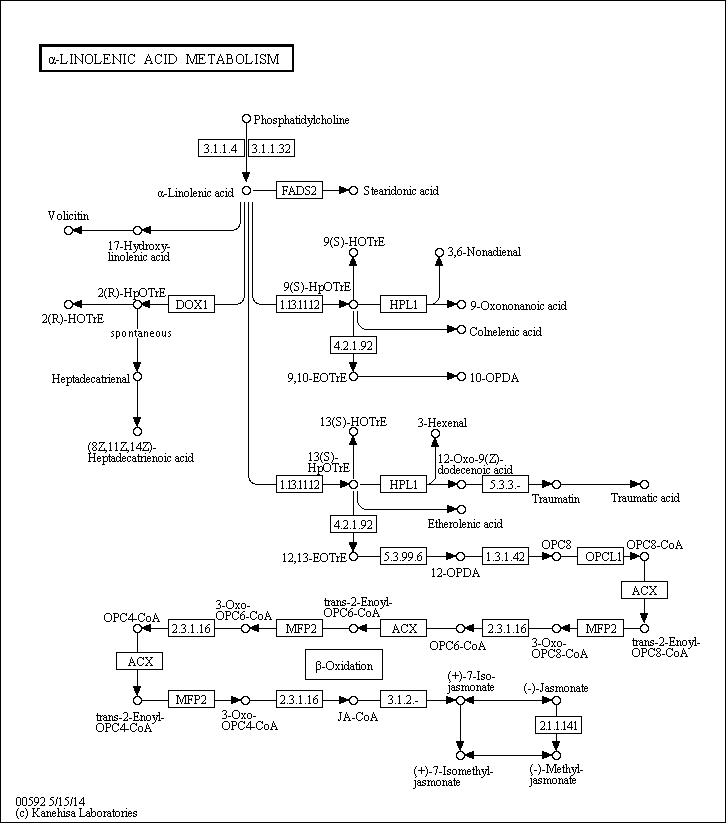 α-LINOLENIC ACID METABOLISM
Phosphatidylcholine
3.1.1.4
3.1.1.32
α-Linolenic acid
FADS2
Stearidonic acid
Volicitin
17-Hydroxy-
linolenic acid
9(S)-HOTrE
3,6-Nonadienal
2(R)-HpOTrE
DOX1
2(R)-HOTrE
9(S)-HpOTrE
1.13.11.12
HPL1
9-Oxononanoic acid
spontaneous
Colnelenic acid
4.2.1.92
Heptadecatrienal
9,10-EOTrE
10-OPDA
(8Z,11Z,14Z)-
Heptadecatrienoic acid
13(S)-HOTrE
3-Hexenal
13(S)-
HpOTrE
12-Oxo-9(Z)-
dodecenoic acid
1.13.11.12
HPL1
5.3.3.-
Traumatin
Traumatic acid
4.2.1.92
Etherolenic acid
12,13-EOTrE
5.3.99.6
12-OPDA
1.3.1.42
OPC8
OPCL1
OPC8-CoA
ACX
OPC4-CoA
2.3.1.16
3-Oxo-
OPC6-CoA
MFP2
trans-2-Enoyl-
OPC6-CoA
ACX
OPC6-CoA
2.3.1.16
3-Oxo-
OPC8-CoA
MFP2
trans-2-Enoyl-
OPC8-CoA
ACX
β-Oxidation
trans-2-Enoyl-
OPC4-CoA
MFP2
3-Oxo-
OPC4-CoA
2.3.1.16
JA-CoA
3.1.2.-
(+)-7-Iso-
jasmonate
(-)-Jasmonate
2.1.1.141
(+)-7-Isomethyl-
jasmonate
(-)-Methyl-
jasmonate
00592 5/15/14
(c) Kanehisa Laboratories